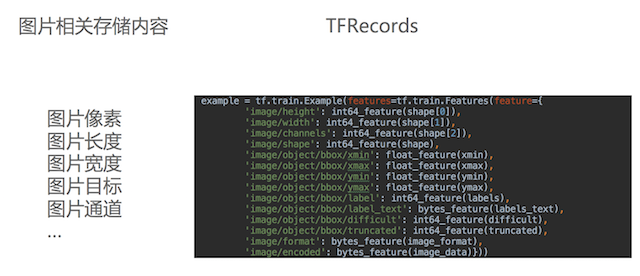 图片相关存储内容
TFRecords
图片像素
图片长度
图片宽度
图片目标
图片通道
...
example = tf.train.Example(features=tf.train.Features(feature={
'image/height': int64_feature(shape[0]),
'image/width': int64_feature(shape[1]),
'image/channels': int64_feature(shape[2]),
'image/shape': int64_feature(shape),
'image/object/bbox/xmin': float_feature(xmin),
'image/object/bbox/xmax': float_feature(xmax),
'image/object/bbox/ymin': float_feature(ymin),
'image/object/bbox/ymax': float_feature(ymax),
'image/object/bbox/label': int64_feature(labels),
'image/object/bbox/label_text': bytes_feature(labels_text),
'image/object/bbox/difficult': int64_feature(difficult),
'image/object/bbox/truncated': int64_feature(truncated),
'image/format': bytes_feature(image_format),
'image/encoded': bytes_feature(image_data)}))